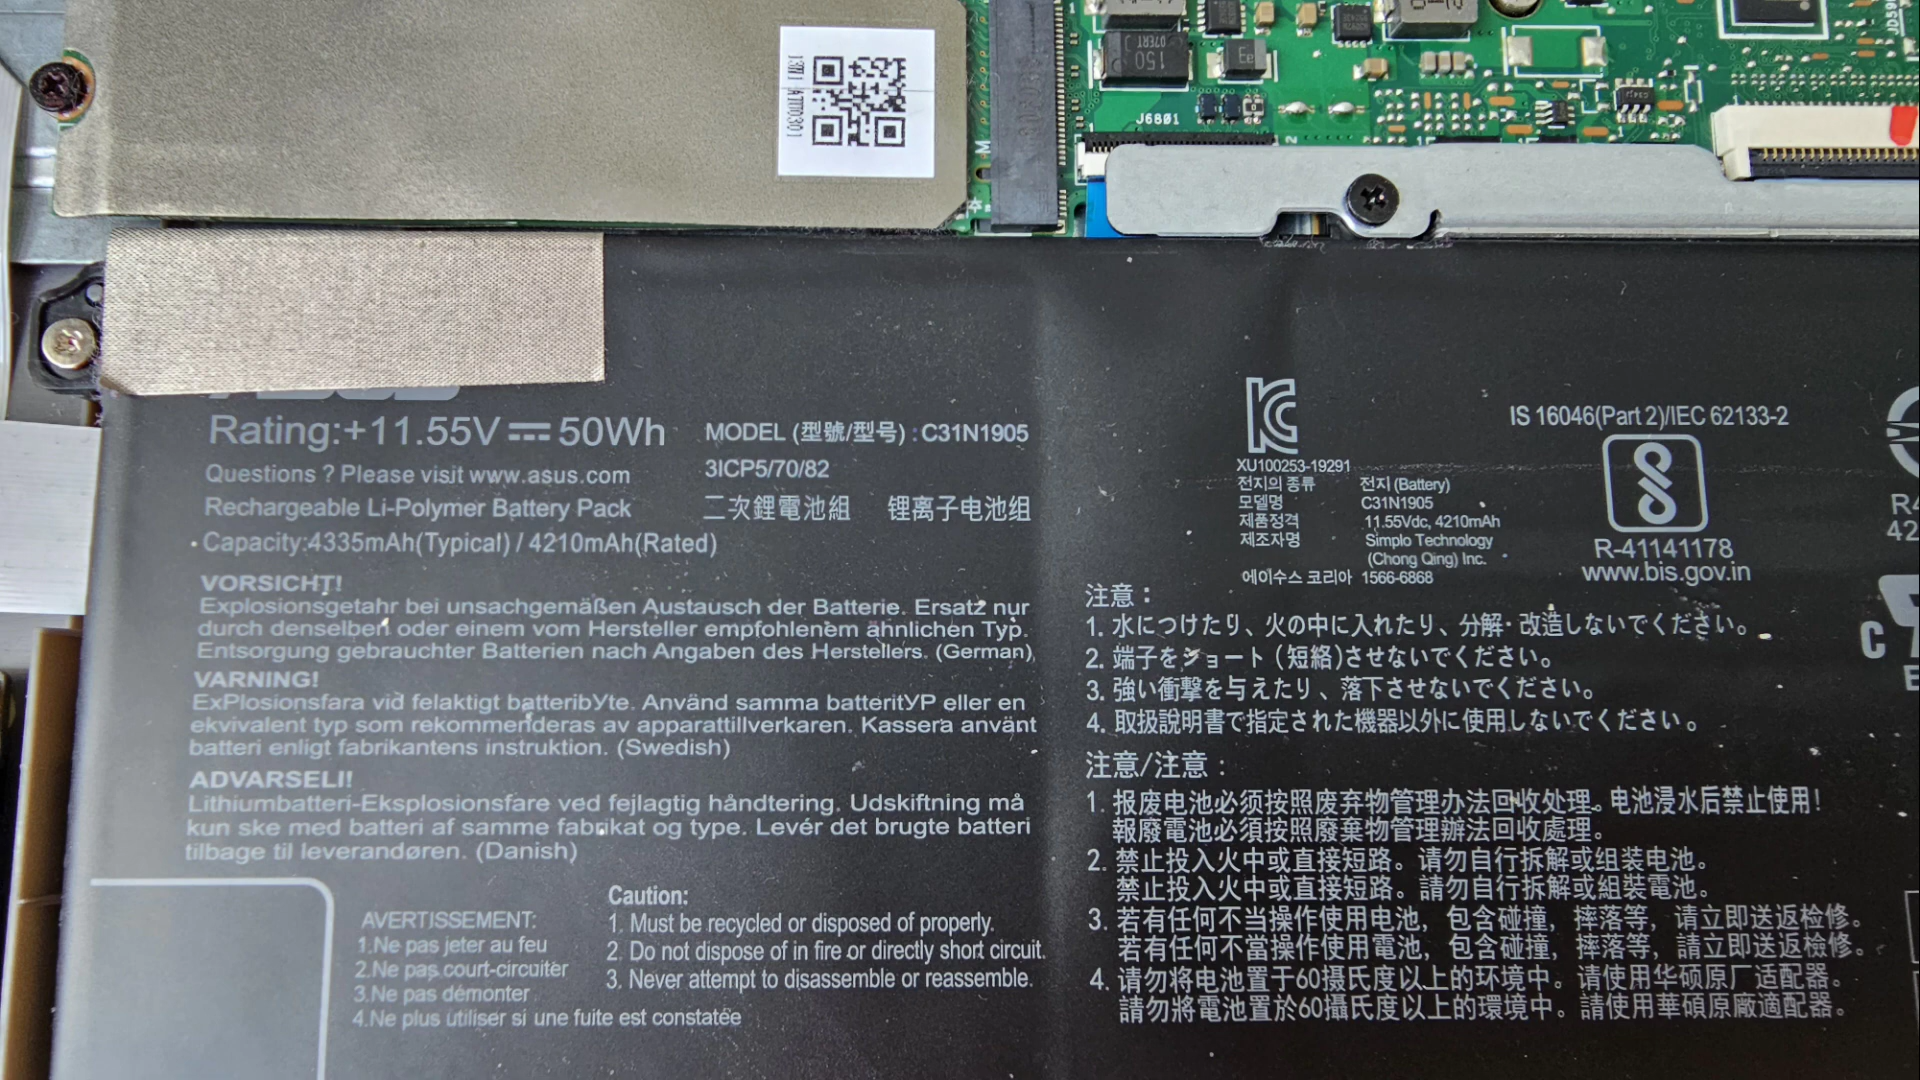 J6801
M
2
150
07ERT
Ee
Rating:+11.55V⎓50Wh
Questions ? Please visit www.asus.com
Rechargeable Li-Polymer Battery Pack
Capacity:4335mAh(Typical) / 4210mAh(Rated)
MODEL (型號/型号) : C31N1905
3ICP5/70/82
二次鋰電池組 锂离子电池组
VORSICHT!
Explosionsgetahr bei unsachgemäßen Austausch der Batterie. Ersatz nur
durch denselben oder einem vom Hersteller empfohlenem ähnlichen Typ.
Entsorgung gebrauchter Batterien nach Angaben des Herstellers. (German)
VARNING!
ExPlosionsfara vid felaktigt batteribYte. Använd samma batteritYP eller en
ekvivalent typ som rekommenderas av apparattillverkaren. Kassera använt
batteri enligt fabrikantens instruktion. (Swedish)
ADVARSELI!
Lithiumbatteri-Eksplosionsfare ved fejlagtig håndtering. Udskiftning må
kun ske med batteri af samme fabrikat og type. Levér det brugte batteri
tilbage til leverandøren. (Danish)
AVERTISSEMENT:
1.Ne pas jeter au feu
2.Ne pas court-circuiter
3.Ne pas démonter
4.Ne plus utiliser si une fuite est constatée
Caution:
1. Must be recycled or disposed of properly.
2. Do not dispose of in fire or directly short circuit.
3. Never attempt to disassemble or reassemble.
XU100253-19291
전지의 종류 전지 (Battery)
모델명 C31N1905
제품정격 11.55Vdc, 4210mAh
제조자명 Simplo Technology
(Chong Qing) Inc.
에이수스 코리아 1566-6868
IS 16046(Part 2)/IEC 62133-2
R-41141178
www.bis.gov.in
注意：
1. 水につけたり、火の中に入れたり、分解·改造しないでください。
2. 端子をショート (短絡)させないでください。
3. 強い衝撃を与えたり、落下させないでください。
4. 取扱説明書で指定された機器以外に使用しないでください。
注意/注意：
1. 报废电池必须按照废弃物管理办法回收处理。电池浸水后禁止使用！
報廢電池必須按照廢棄物管理辦法回收處理。
2. 禁止投入火中或直接短路。请勿自行拆解或组装电池。
禁止投入火中或直接短路。請勿自行拆解或組裝電池。
3. 若有任何不当操作使用电池，包含碰撞，摔落等，请立即送返检修。
若有任何不當操作使用電池，包含碰撞，摔落等，請立即送返檢修。
4. 请勿将电池置于60摄氏度以上的环境中。请使用华硕原厂适配器。
請勿將電池置於60攝氏度以上的環境中。請使用華碩原廠適配器。